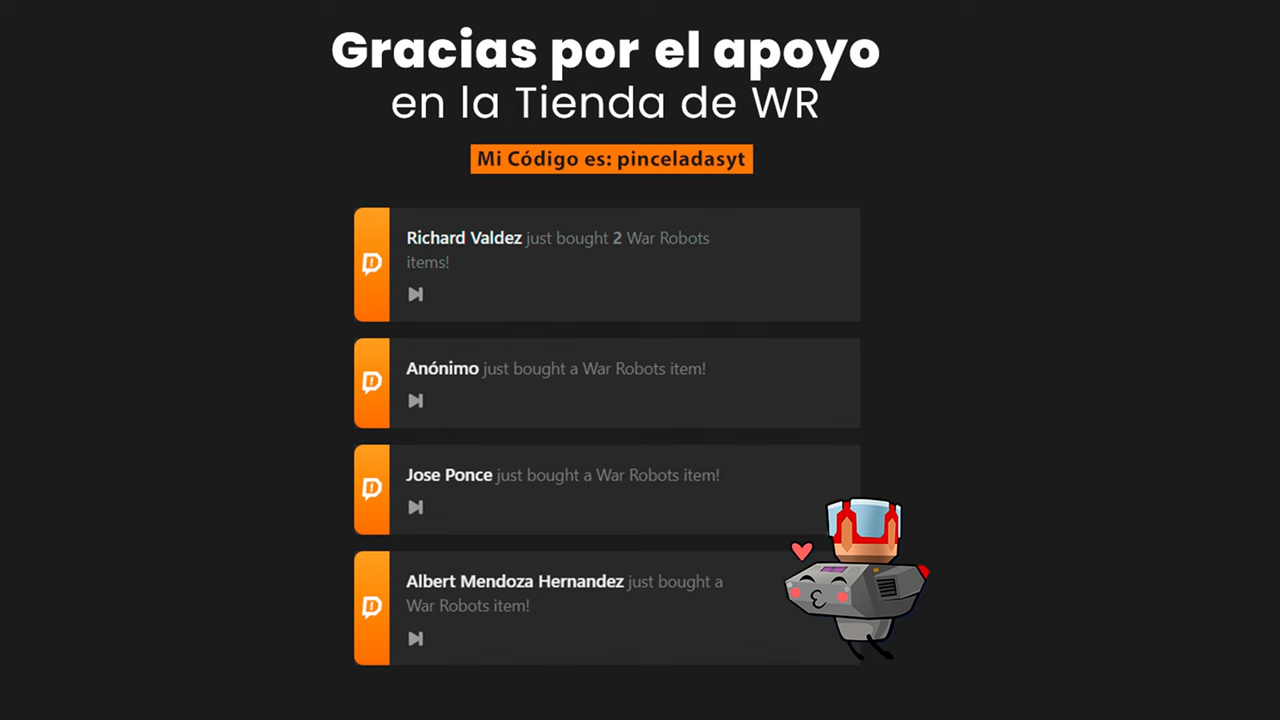 Gracias por el apoyo
en la Tienda de WR
Mi Código es: pinceladasyt
Richard Valdez just bought 2 War Robots
items!
Anónimo just bought a War Robots item!
Jose Ponce just bought a War Robots item!
Albert Mendoza Hernandez just bought a
War Robots item!